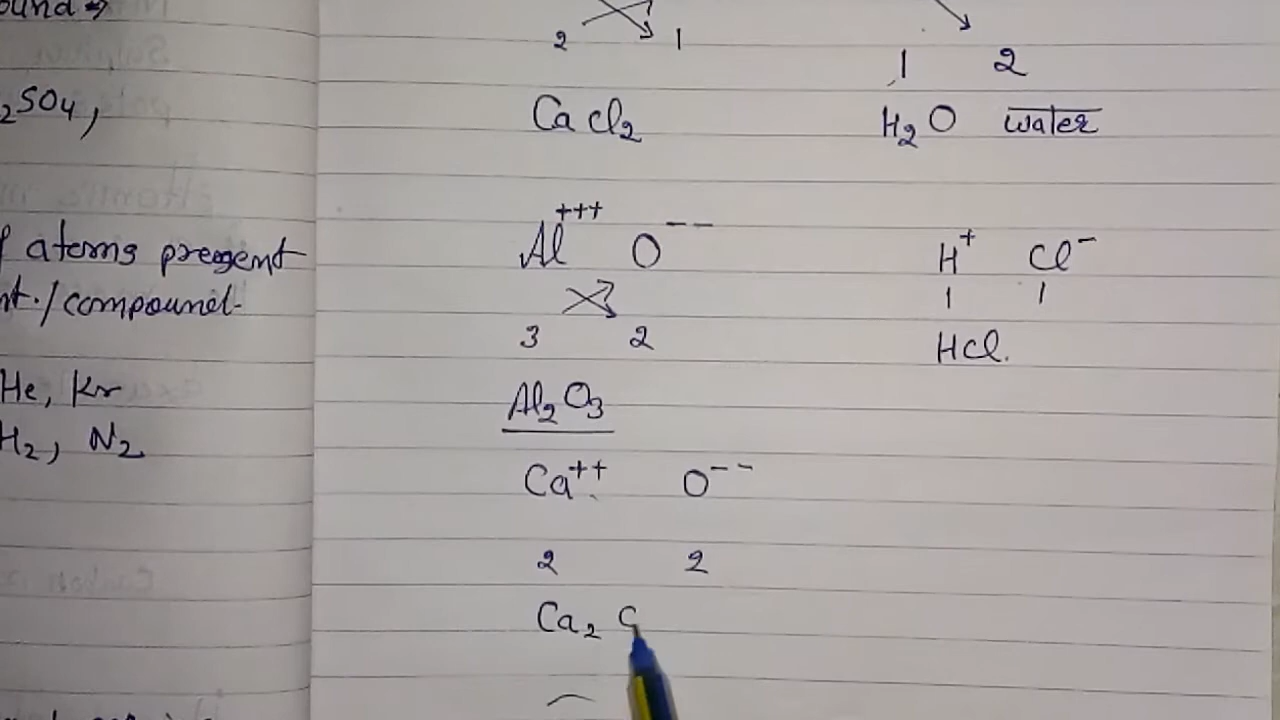 ound →
2SO4,
f atoms present
nt./compound-
He, Kr
H2, N2
2 1
CaCl2
Al+++ O--
3 2
Al2O3
Ca++ O--
2 2
Ca2
1 2
H2O water
H+ Cl-
1 1
HCl.